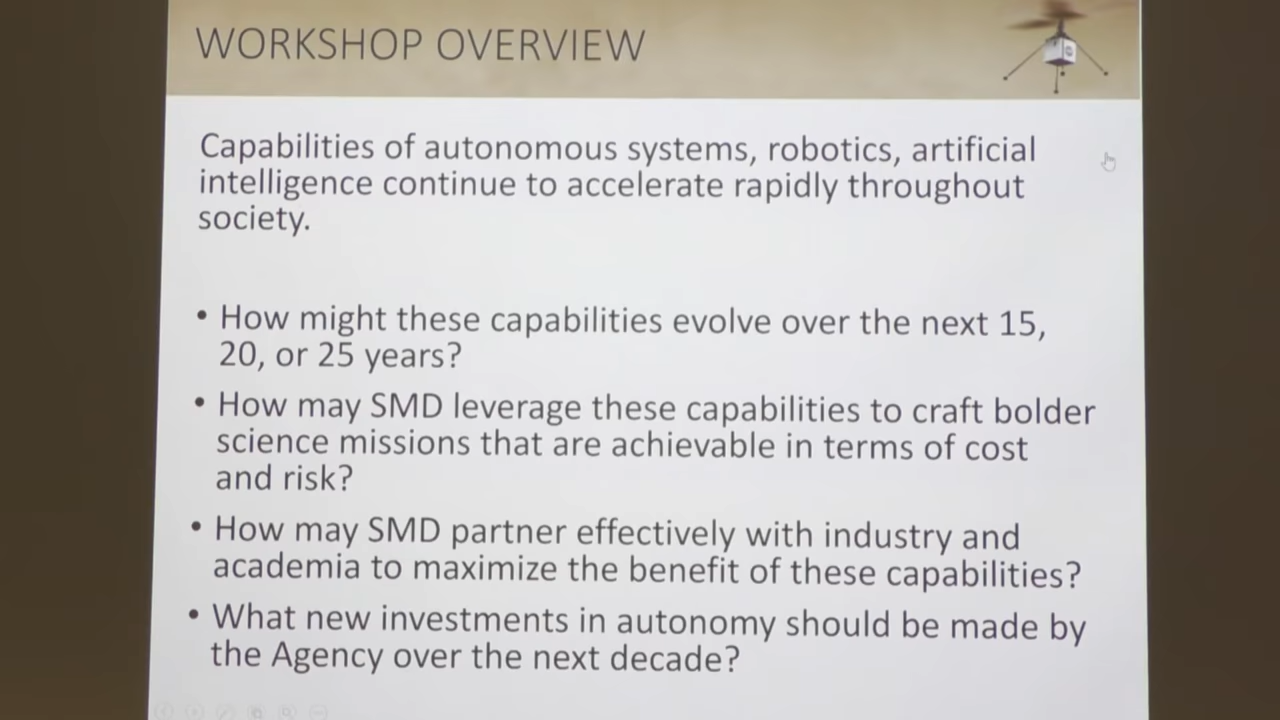 WORKSHOP OVERVIEW
Capabilities of autonomous systems, robotics, artificial
intelligence continue to accelerate rapidly throughout
society.
• How might these capabilities evolve over the next 15,
20, or 25 years?
• How may SMD leverage these capabilities to craft bolder
science missions that are achievable in terms of cost
and risk?
• How may SMD partner effectively with industry and
academia to maximize the benefit of these capabilities?
• What new investments in autonomy should be made by
the Agency over the next decade?